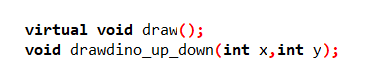 virtual void draw();
void drawdino_up_down(int x,int y);